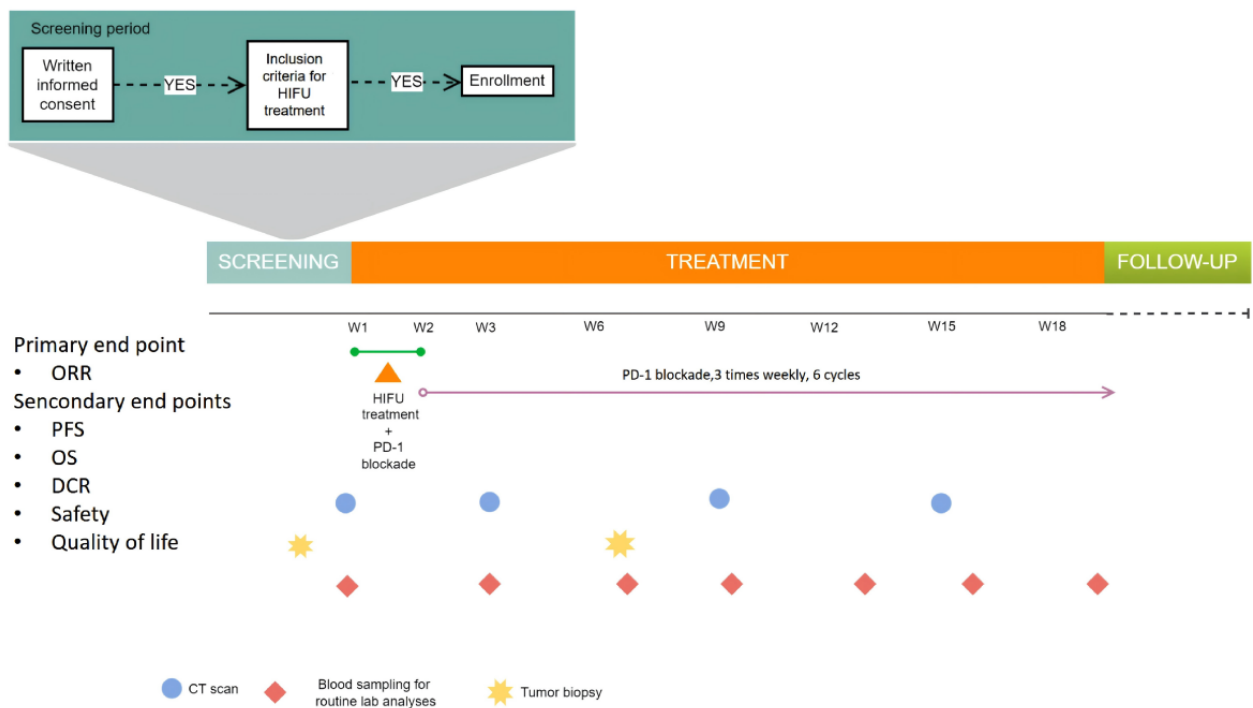 Screening period
Written
informed
consent
YES
Inclusion
criteria for
HIFU
treatment
YES
Enrollment
SCREENING
TREATMENT
FOLLOW-UP
W1
W2
W3
W6
W9
W12
W15
W18
Primary end point
• ORR
Sencondary end points
• PFS
• OS
• DCR
• Safety
• Quality of life
HIFU
treatment
+
PD-1
blockade
PD-1 blockade,3 times weekly, 6 cycles
CT scan
Blood sampling for
routine lab analyses
Tumor biopsy